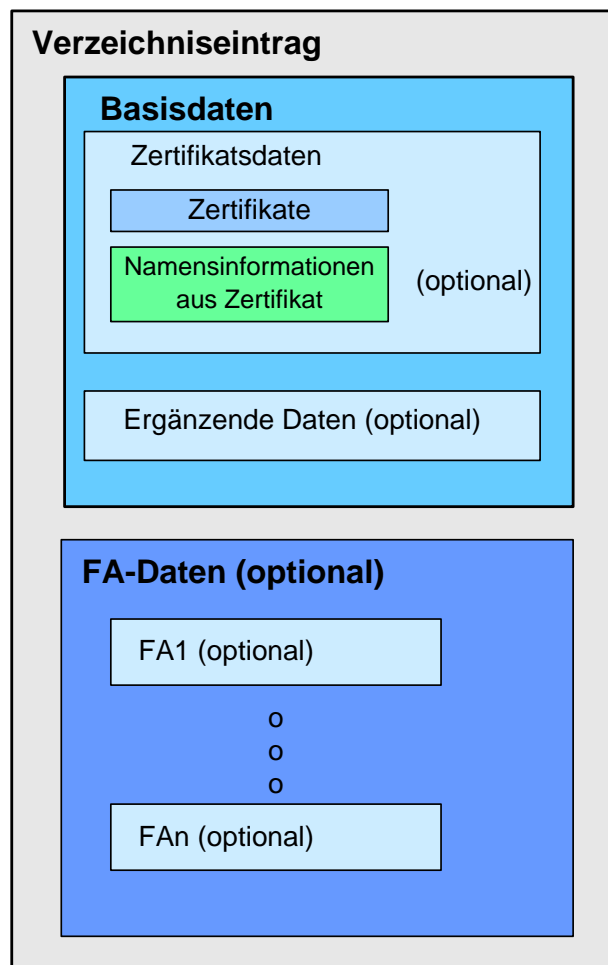 Verzeichniseintrag
Basisdaten
Zertifikatsdaten
Zertifikate
Namensinformationen
aus Zertifikat
(optional)
Ergänzende Daten (optional)
FA-Daten (optional)
FA1 (optional)
o
o
o
FAn (optional)